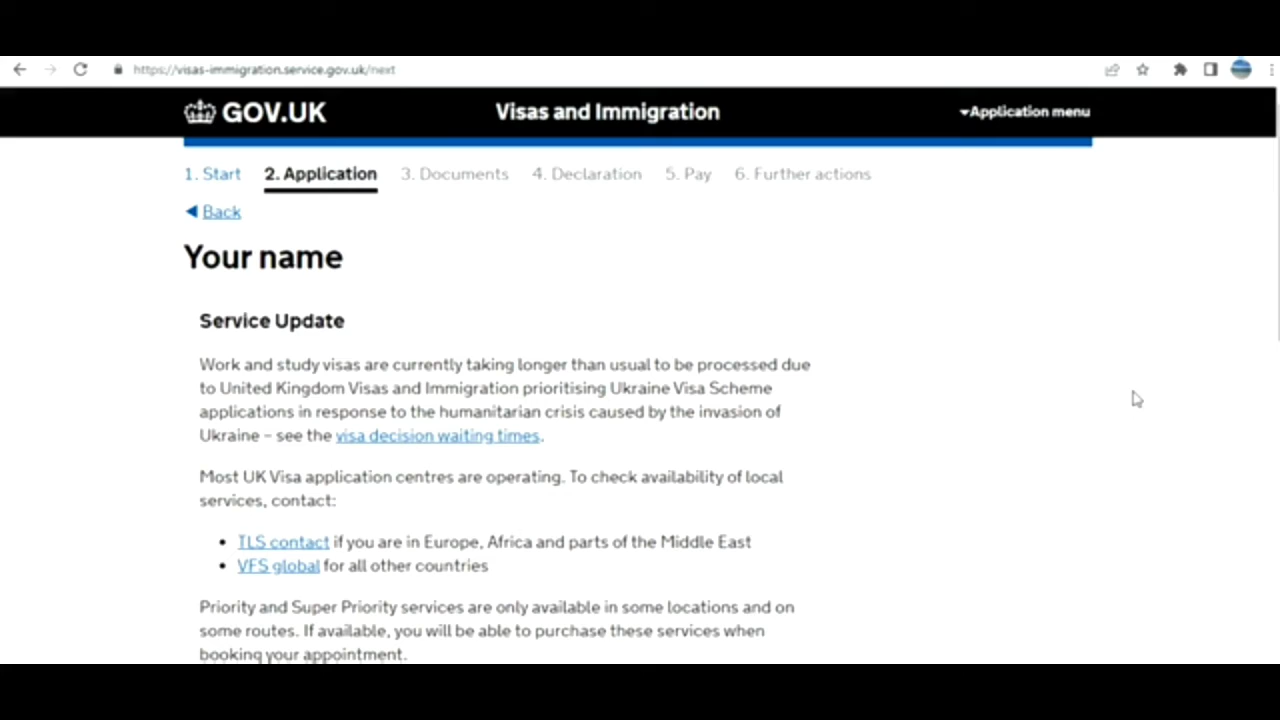 https://visas-immigration.service.gov.uk/next
GOV.UK
Visas and Immigration
Application menu
1. Start 2. Application 3. Documents 4. Declaration 5. Pay 6. Further actions
Back
Your name
Service Update
Work and study visas are currently taking longer than usual to be processed due
to United Kingdom Visas and Immigration prioritising Ukraine Visa Scheme
applications in response to the humanitarian crisis caused by the invasion of
Ukraine – see the visa decision waiting times.
Most UK Visa application centres are operating. To check availability of local
services, contact:
• TLS contact if you are in Europe, Africa and parts of the Middle East
• VFS global for all other countries
Priority and Super Priority services are only available in some locations and on
some routes. If available, you will be able to purchase these services when
booking your appointment.